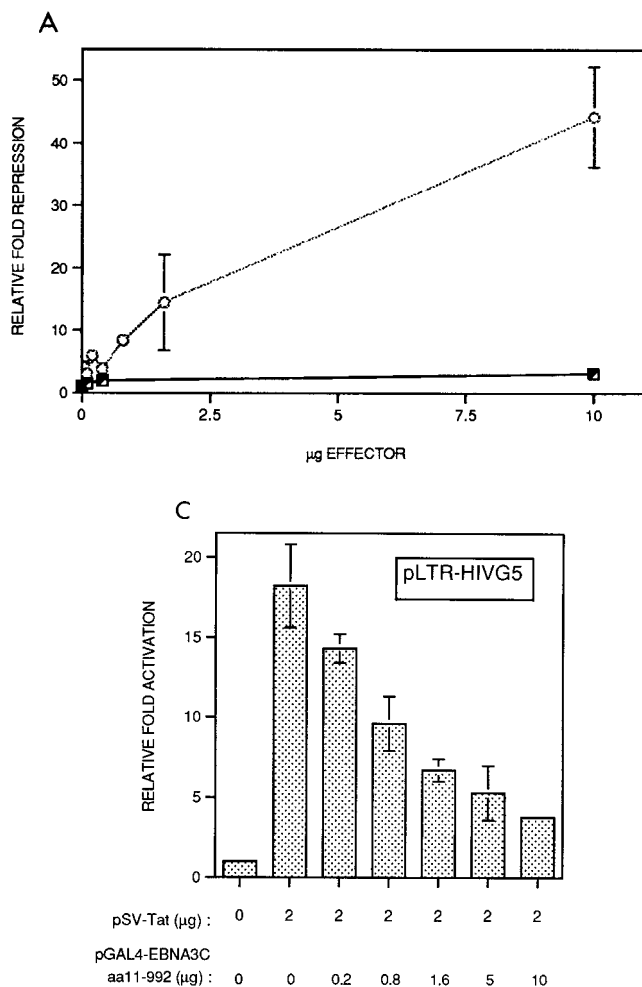 A
RELATIVE FOLD REPRESSION
50
40
30
20
10
0
0 2.5 5 7.5 10
µg EFFECTOR
C
pLTR-HIVG5
RELATIVE FOLD ACTIVATION
20
15
10
5
0
pSV-Tat (µg) : 0 2 2 2 2 2 2
pGAL4-EBNA3C
aa11-992 (µg) : 0 0 0.2 0.8 1.6 5 10